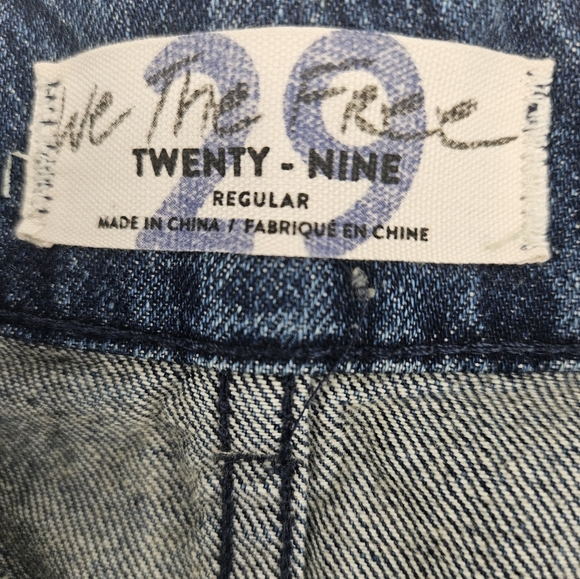 We The Free
29
TWENTY - NINE
REGULAR
MADE IN CHINA / FABRIQUÉ EN CHINE